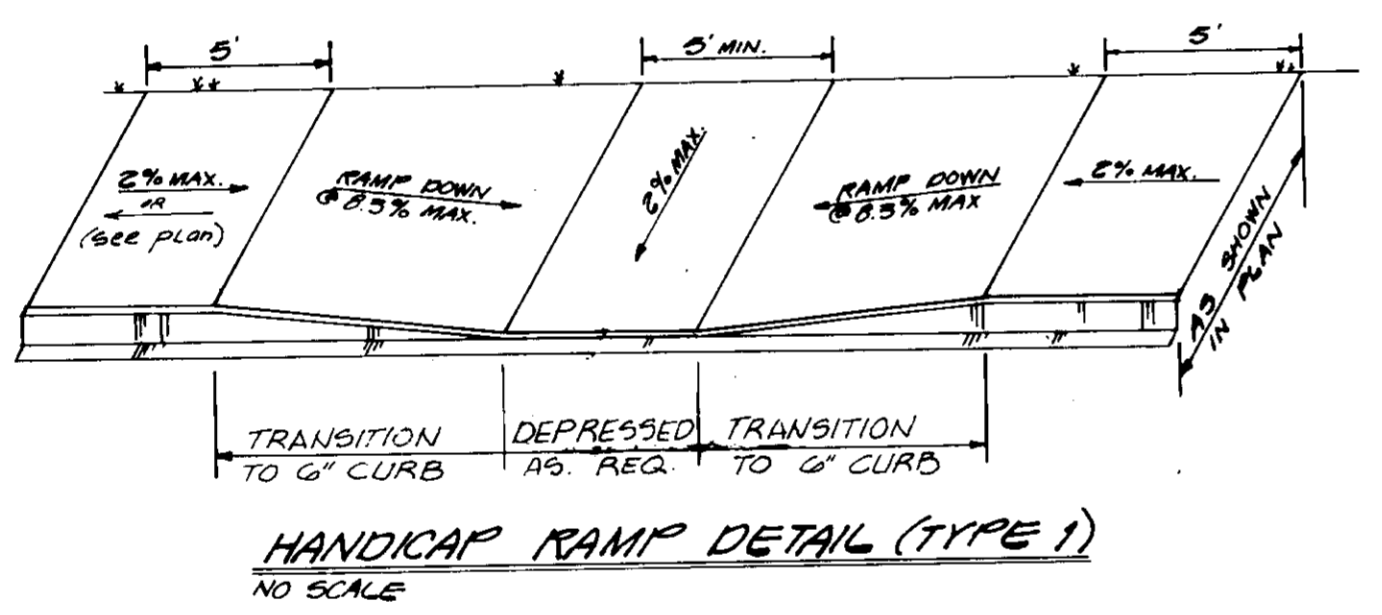 5'
5' MIN.
5'
* ** * * **
2% MAX.
OR
(see plan)
RAMP DOWN
@ 8.3% MAX.
2% MAX.
RAMP DOWN
@ 8.3% MAX
2% MAX.
AS SHOWN
IN PLAN
TRANSITION
TO 6" CURB
DEPRESSED
AS. REQ.
TRANSITION
TO 6" CURB
HANDICAP RAMP DETAIL (TYPE 1)
NO SCALE